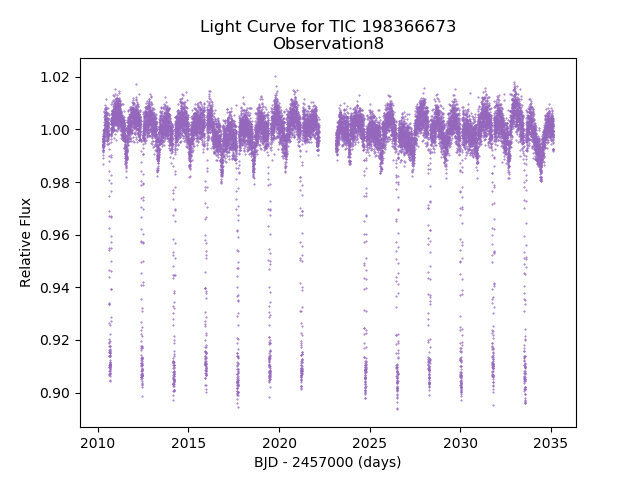 Light Curve for TIC 198366673
Observation8
Relative Flux
1.02
1.00
0.98
0.96
0.94
0.92
0.90
2010 2015 2020 2025 2030 2035
BJD - 2457000 (days)